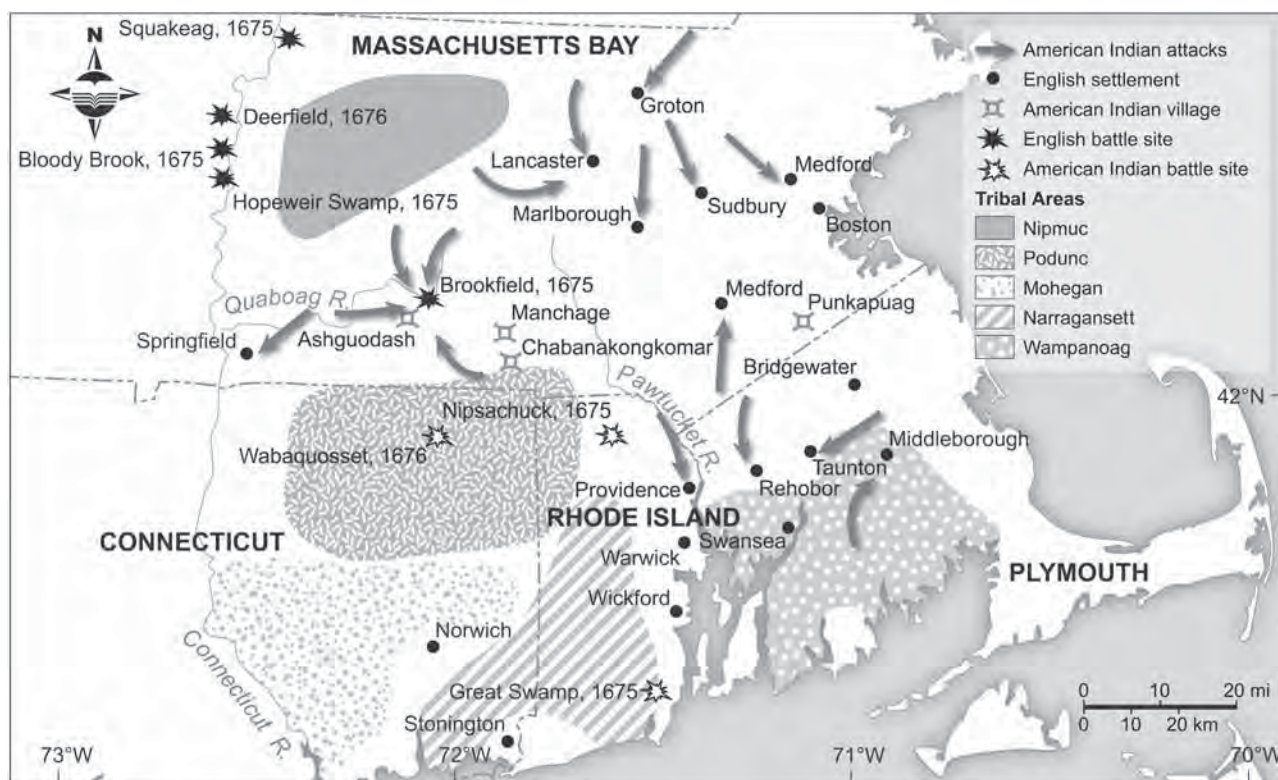 N
Squakeag, 1675
MASSACHUSETTS BAY
Deerfield, 1676
Bloody Brook, 1675
Hopeweir Swamp, 1675
Groton
Lancaster
Marlborough
Sudbury
Medford
Boston
Quaboag R.
Brookfield, 1675
Springfield
Ashguodash
Manchage
Chabanakongkomar
Medford
Punkapuag
Bridgewater
Pawtucket R.
Nipsachuck, 1675
Wabaquosset, 1676
Middleborough
Taunton
Rehobor
Providence
RHODE ISLAND
CONNECTICUT
Warwick
Swansea
PLYMOUTH
Wickford
Norwich
Connecticut R.
Great Swamp, 1675
Stonington
American Indian attacks
English settlement
American Indian village
English battle site
American Indian battle site
Tribal Areas
Nipmuc
Podunc
Mohegan
Narragansett
Wampanoag
42°N
0 10 20 mi
0 10 20 km
73°W
72°W
71°W
70°W